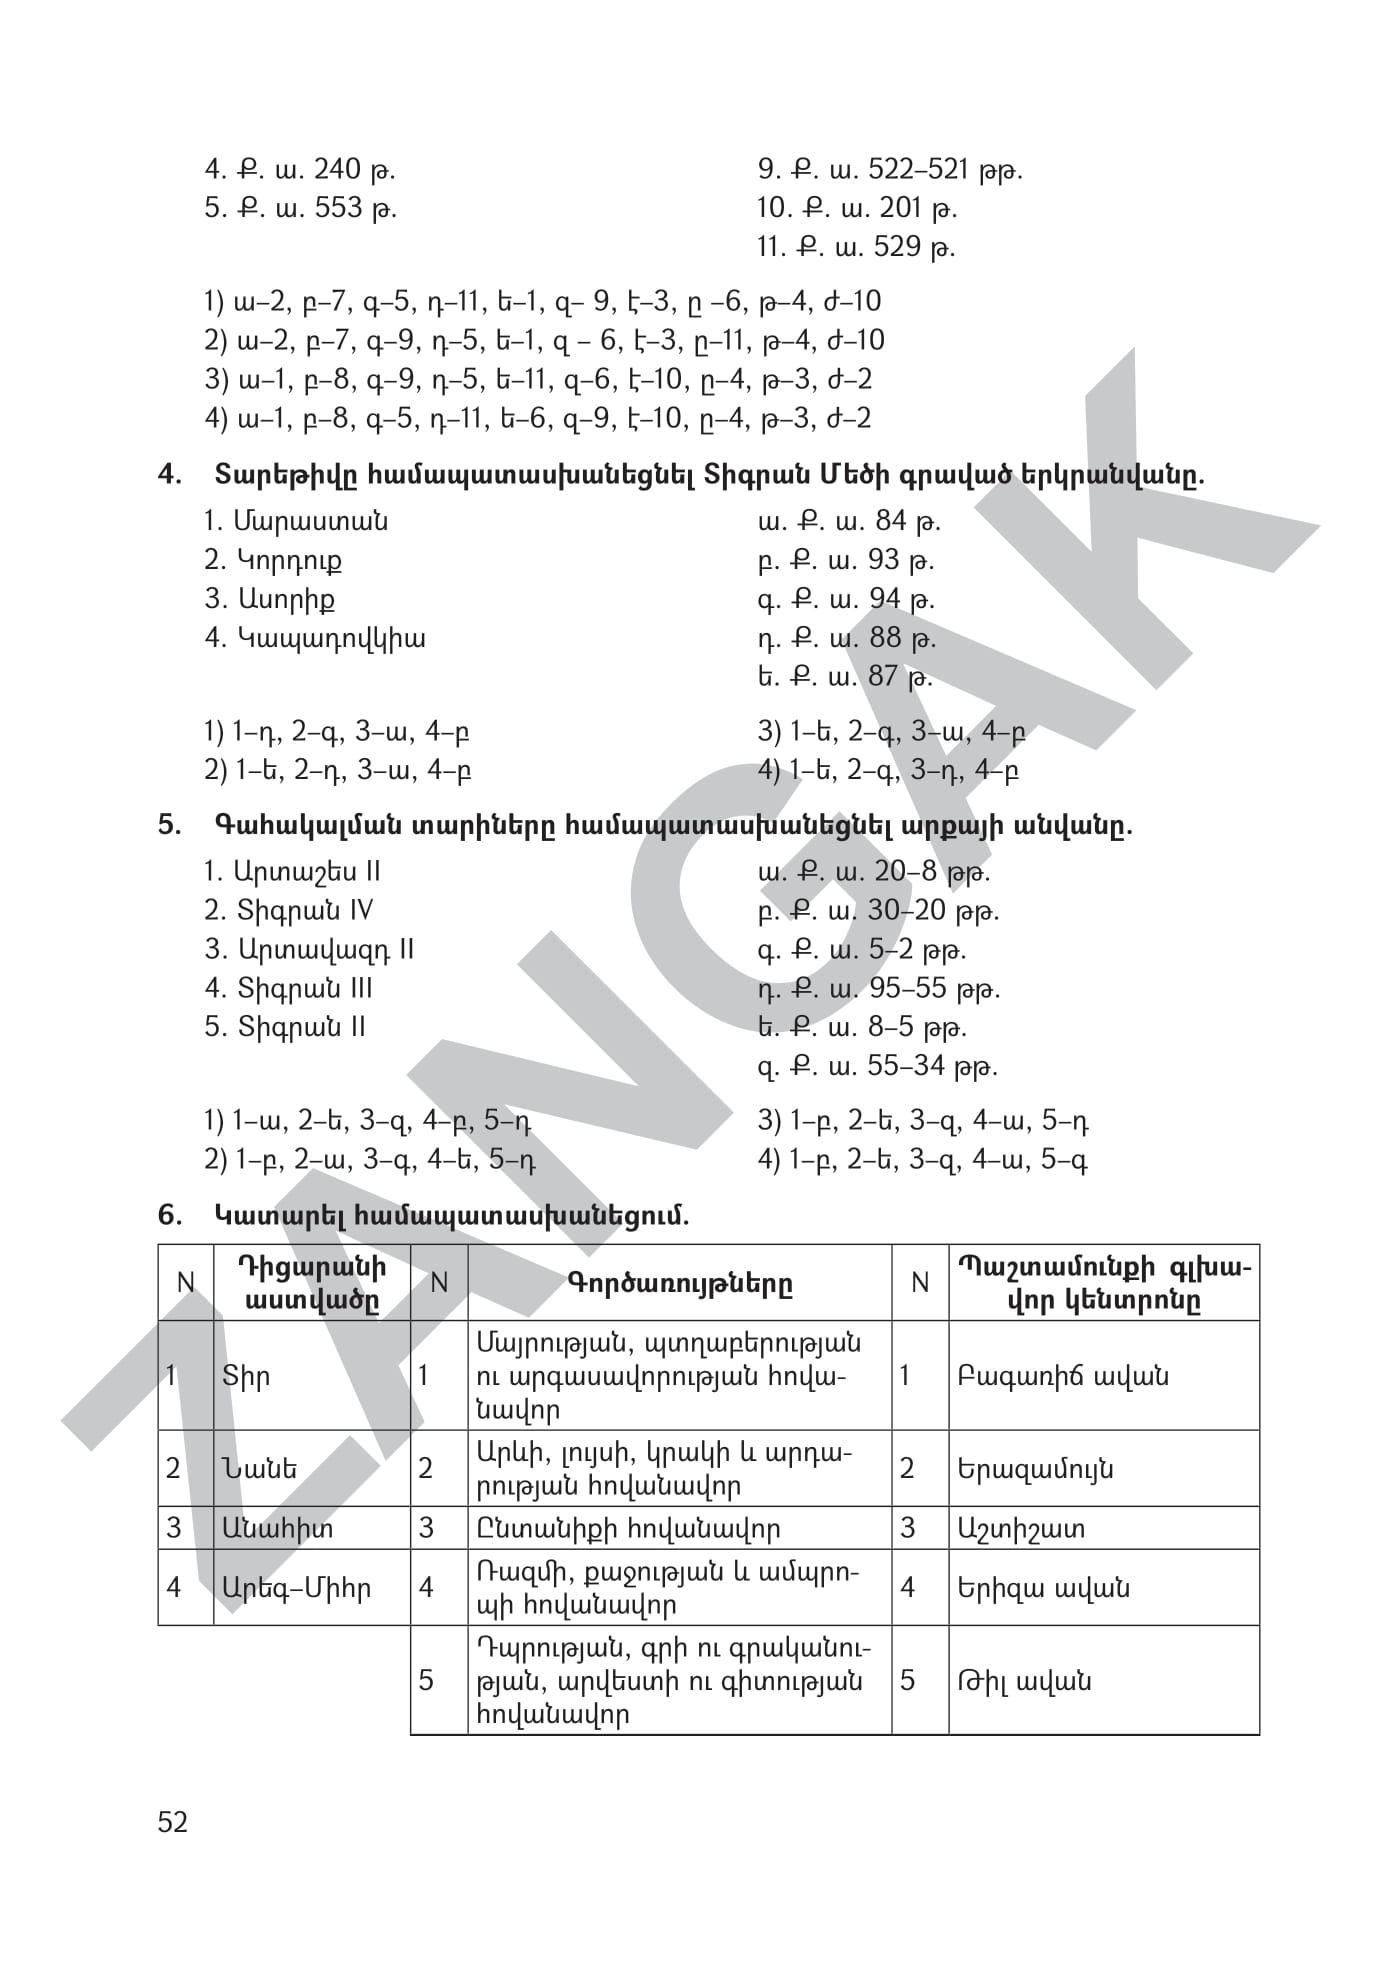 4. Ք. ա. 240 թ.
5. Ք. ա. 553 թ.
9. Ք. ա. 522–521 թթ.
10. Ք. ա. 201 թ.
11. Ք. ա. 529 թ.
1) ա–2, բ–7, գ–5, դ–11, ե–1, զ– 9, է–3, ը –6, թ–4, ժ–10
2) ա–2, բ–7, գ–9, դ–5, ե–1, զ – 6, է–3, ը–11, թ–4, ժ–10
3) ա–1, բ–8, գ–9, դ–5, ե–11, զ–6, է–10, ը–4, թ–3, ժ–2
4) ա–1, բ–8, գ–5, դ–11, ե–6, զ–9, է–10, ը–4, թ–3, ժ–2
4. Տարեթիվը համապատասխանեցնել Տիգրան Մեծի գրաված երկրանվանը.
1. Մարաստան
2. Կորդուք
3. Ասորիք
4. Կապադովկիա
ա. Ք. ա. 84 թ.
բ. Ք. ա. 93 թ.
գ. Ք. ա. 94 թ.
դ. Ք. ա. 88 թ.
ե. Ք. ա. 87 թ.
1) 1–դ, 2–գ, 3–ա, 4–բ
2) 1–ե, 2–դ, 3–ա, 4–բ
3) 1–ե, 2–գ, 3–ա, 4–բ
4) 1–ե, 2–գ, 3–դ, 4–բ
5. Գահակալման տարիները համապատասխանեցնել արքայի անվանը.
1. Արտաշես II
2. Տիգրան IV
3. Արտավազդ II
4. Տիգրան III
5. Տիգրան II
ա. Ք. ա. 20–8 թթ.
բ. Ք. ա. 30–20 թթ.
գ. Ք. ա. 5–2 թթ.
դ. Ք. ա. 95–55 թթ.
ե. Ք. ա. 8–5 թթ.
զ. Ք. ա. 55–34 թթ.
1) 1–ա, 2–ե, 3–զ, 4–բ, 5–դ
2) 1–բ, 2–ա, 3–գ, 4–ե, 5–դ
3) 1–բ, 2–ե, 3–զ, 4–ա, 5–դ
4) 1–բ, 2–ե, 3–զ, 4–ա, 5–գ
6. Կատարել համապատասխանեցում.
N Դիցարանի աստվածը N Գործառույթները N Պաշտամունքի գլխա-
վոր կենտրոնը
1 Տիր 1 Մայրության, պտղաբերության
ու արգասավորության հովա-
նավոր
1 Բագառիճ ավան
2 Նանե 2 Արևի, լույսի, կրակի և արդա-
րության հովանավոր
2 Երազամույն
3 Անահիտ 3 Ընտանիքի հովանավոր 3 Աշտիշատ
4 Արեգ–Միհր 4 Ռազմի, քաջության և ամպրո-
պի հովանավոր
4 Երիզա ավան
5 Դպրության, գրի ու գրականու-
թյան, արվեստի ու գիտության
հովանավոր
5 Թիլ ավան
52
ZANGAK